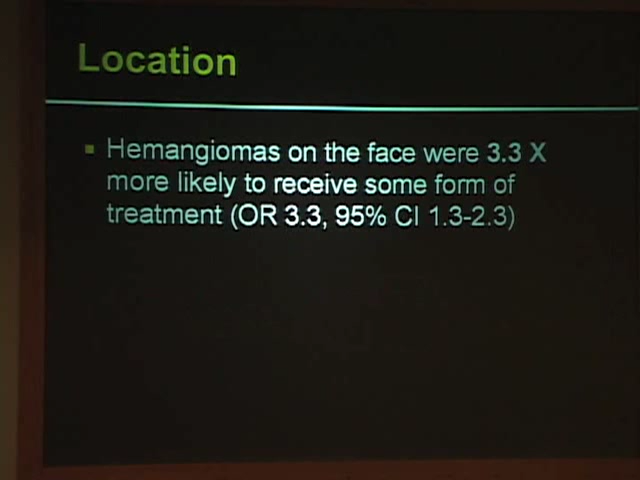 Location
▪ Hemangiomas on the face were 3.3 X
more likely to receive some form of
treatment (OR 3.3, 95% CI 1.3-2.3)